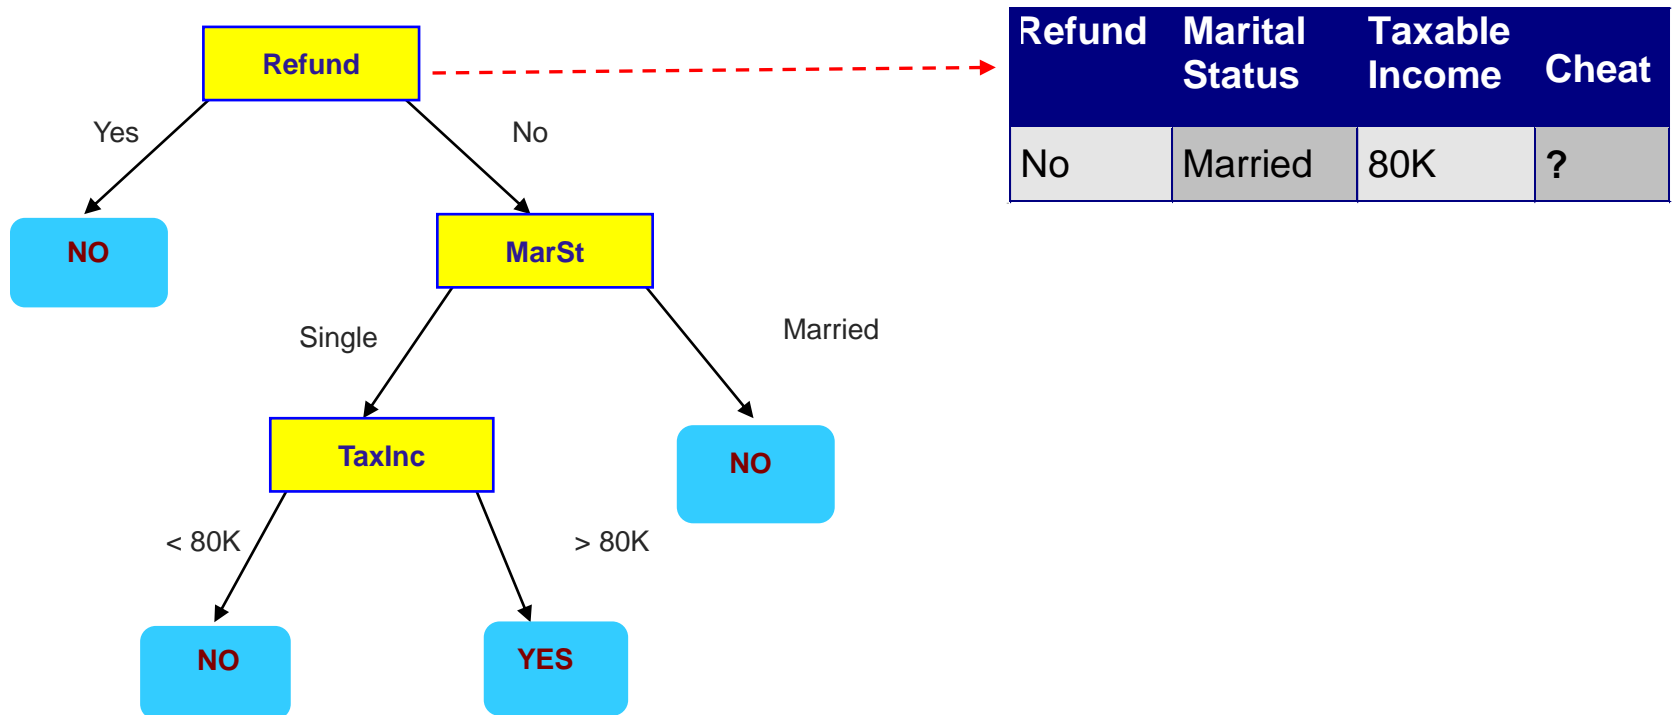 Refund
Yes
No
NO
MarSt
Single
Married
TaxInc
NO
< 80K
> 80K
NO
YES
Refund Marital Status Taxable Income Cheat
No Married 80K ?